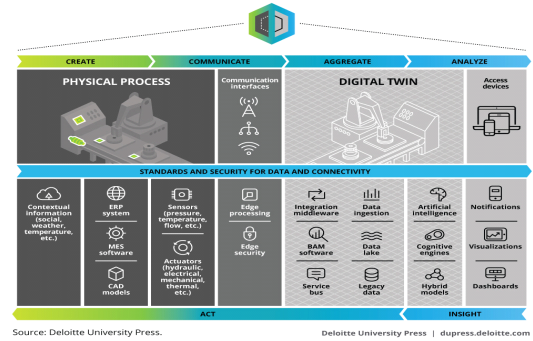 CREATE
COMMUNICATE
AGGREGATE
ANALYZE
PHYSICAL PROCESS
Communication
interfaces
DIGITAL TWIN
Access
devices
STANDARDS AND SECURITY FOR DATA AND CONNECTIVITY
Contextual
information
(social,
weather,
temperature,
etc.)
ERP
system
MES
software
CAD
models
Sensors
(pressure,
temperature,
flow, etc.)
Actuators
(hydraulic,
electrical,
mechanical,
thermal,
etc.)
Edge
processing
Edge
security
Integration
middleware
BAM
software
Service
bus
Data
ingestion
Data
lake
Legacy
data
Artificial
intelligence
Cognitive
engines
Hybrid
models
Notifications
Visualizations
Dashboards
ACT
INSIGHT
Source: Deloitte University Press.
Deloitte University Press | dupress.deloitte.com